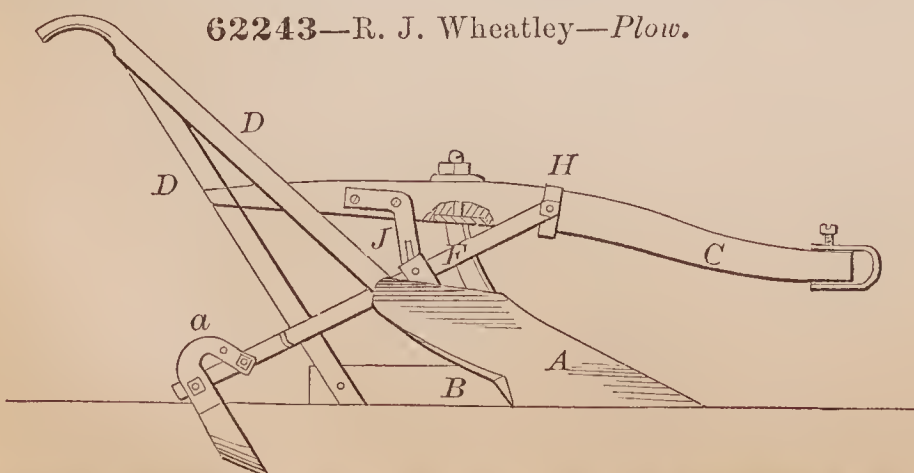 62243—R. J. Wheatley—Plow.
D
H
D
J
F
C
a
A
B